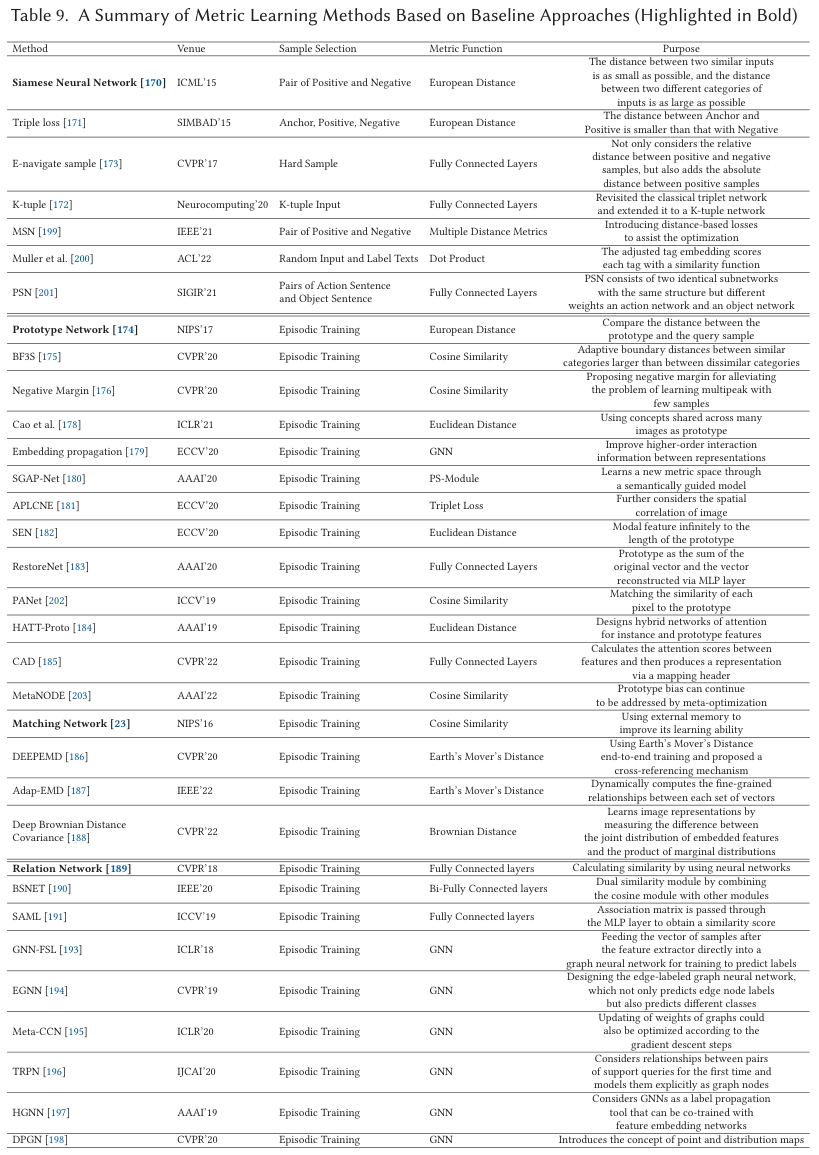 Table 9. A Summary of Metric Learning Methods Based on Baseline Approaches (Highlighted in Bold)
Method Venue Sample Selection Metric Function Purpose
Siamese Neural Network [170] ICML'15 Pair of Positive and Negative European Distance The distance between two similar inputs
is as small as possible, and the distance
between two different categories of
inputs is as large as possible
Triple loss [171] SIMBAD'15 Anchor, Positive, Negative European Distance The distance between Anchor and
Positive is smaller than that with Negative
E-navigate sample [173] CVPR'17 Hard Sample Fully Connected Layers Not only considers the relative
distance between positive and negative
samples, but also adds the absolute
distance between positive samples
K-tuple [172] Neurocomputing'20 K-tuple Input Fully Connected Layers Revisited the classical triplet network
and extended it to a K-tuple network
MSN [199] IEEE'21 Pair of Positive and Negative Multiple Distance Metrics Introducing distance-based losses
to assist the optimization
Muller et al. [200] ACL'22 Random Input and Label Texts Dot Product The adjusted tag embedding scores
each tag with a similarity function
PSN [201] SIGIR'21 Pairs of Action Sentence
and Object Sentence Fully Connected Layers PSN consists of two identical subnetworks
with the same structure but different
weights an action network and an object network
Prototype Network [174] NIPS'17 Episodic Training European Distance Compare the distance between the
prototype and the query sample
BF3S [175] CVPR'20 Episodic Training Cosine Similarity Adaptive boundary distances between similar
categories larger than between dissimilar categories
Negative Margin [176] CVPR'20 Episodic Training Cosine Similarity Proposing negative margin for alleviating
the problem of learning multipeak with
few samples
Cao et al. [178] ICLR'21 Episodic Training Euclidean Distance Using concepts shared across many
images as prototype
Embedding propagation [179] ECCV'20 Episodic Training GNN Improve higher-order interaction
information between representations
SGAP-Net [180] AAAI'20 Episodic Training PS-Module Learns a new metric space through
a semantically guided model
APLCNE [181] ECCV'20 Episodic Training Triplet Loss Further considers the spatial
correlation of image
SEN [182] ECCV'20 Episodic Training Euclidean Distance Modal feature infinitely to the
length of the prototype
RestoreNet [183] AAAI'20 Episodic Training Fully Connected Layers Prototype as the sum of the
original vector and the vector
reconstructed via MLP layer
PANet [202] ICCV'19 Episodic Training Cosine Similarity Matching the similarity of each
pixel to the prototype
HATT-Proto [184] AAAI'19 Episodic Training Euclidean Distance Designs hybrid networks of attention
for instance and prototype features
CAD [185] CVPR'22 Episodic Training Fully Connected Layers Calculates the attention scores between
features and then produces a representation
via a mapping header
MetaNODE [203] AAAI'22 Episodic Training Cosine Similarity Prototype bias can continue
to be addressed by meta-optimization
Matching Network [23] NIPS'16 Episodic Training Cosine Similarity Using external memory to
improve its learning ability
DEEPEMD [186] CVPR'20 Episodic Training Earth's Mover's Distance Using Earth's Mover's Distance
end-to-end training and proposed a
cross-referencing mechanism
Adap-EMD [187] IEEE'22 Episodic Training Earth's Mover's Distance Dynamically computes the fine-grained
relationships between each set of vectors
Deep Brownian Distance
Covariance [188] CVPR'22 Episodic Training Brownian Distance Learns image representations by
measuring the difference between
the joint distribution of embedded features
and the product of marginal distributions
Relation Network [189] CVPR'18 Episodic Training Fully Connected layers Calculating similarity by using neural networks
BSNET [190] IEEE'20 Episodic Training Bi-Fully Connected layers Dual similarity module by combining
the cosine module with other modules
SAML [191] ICCV'19 Episodic Training Fully Connected layers Association matrix is passed through
the MLP layer to obtain a similarity score
GNN-FSL [193] ICLR'18 Episodic Training GNN Feeding the vector of samples after
the feature extractor directly into a
graph neural network for training to predict labels
EGNN [194] CVPR'19 Episodic Training GNN Designing the edge-labeled graph neural network,
which not only predicts edge node labels
but also predicts different classes
Meta-CCN [195] ICLR'20 Episodic Training GNN Updating of weights of graphs could
also be optimized according to the
gradient descent steps
TRPN [196] IJCAI'20 Episodic Training GNN Considers relationships between pairs
of support queries for the first time and
models them explicitly as graph nodes
HGNN [197] AAAI'19 Episodic Training GNN Considers GNNs as a label propagation
tool that can be co-trained with
feature embedding networks
DPGN [198] CVPR'20 Episodic Training GNN Introduces the concept of point and distribution maps